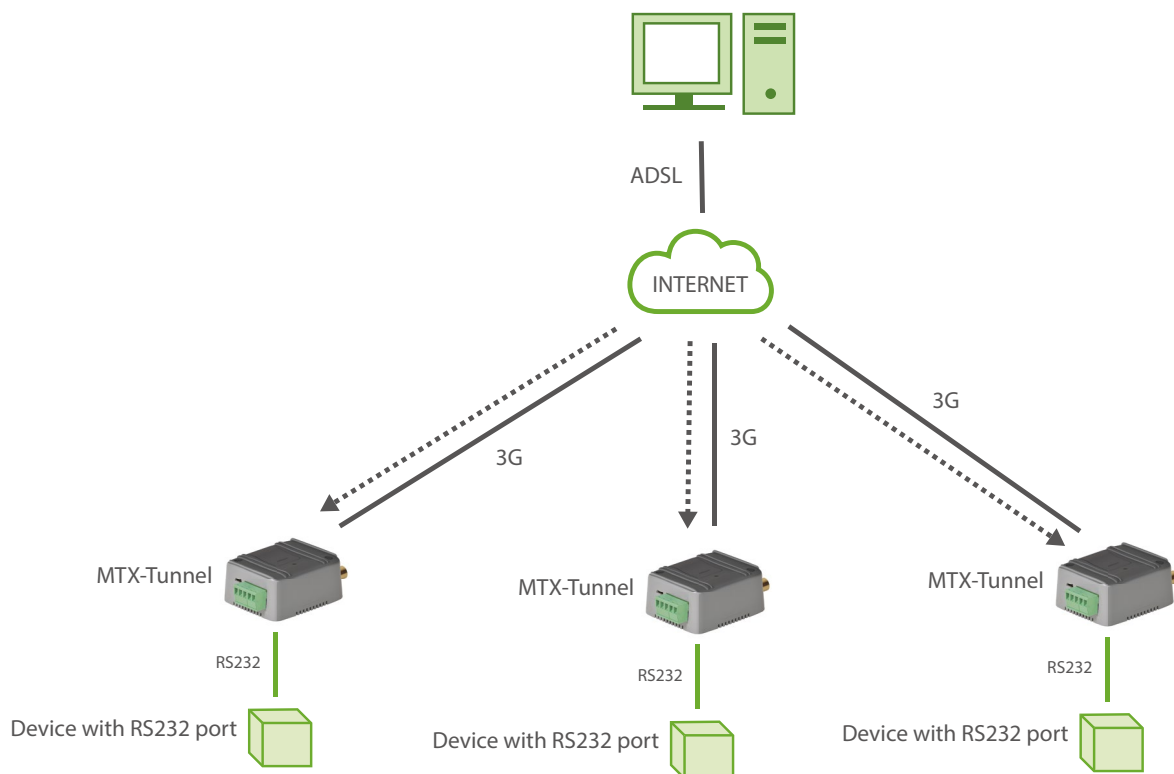 ADSL
INTERNET
3G
3G
3G
MTX-Tunnel
MTX-Tunnel
MTX-Tunnel
RS232
RS232
RS232
Device with RS232 port
Device with RS232 port
Device with RS232 port